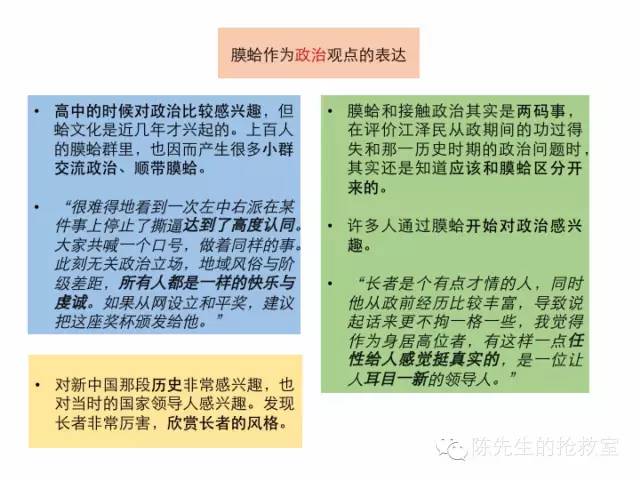 膜蛤作为政治观点的表达
• 高中的时候对政治比较感兴趣，但
蛤文化是近几年才兴起的。上百人
的膜蛤群里，也因而产生很多小群
交流政治、顺带膜蛤。
• “很难得地看到一次左中右派在某
件事上停止了撕逼达到了高度认同。
大家共喊一个口号，做着同样的事。
此刻无关政治立场，地域风俗与阶
级差距，所有人都是一样的快乐与
虔诚。如果从网设立和平奖，建议
把这座奖杯颁发给他。”
• 对新中国那段历史非常感兴趣，也
对当时的国家领导人感兴趣。发现
长者非常厉害，欣赏长者的风格。
• 膜蛤和接触政治其实是两码事，
在评价江泽民从政期间的功过得
失和那一历史时期的政治问题时，
其实还是知道应该和膜蛤区分开
来的。
• 许多人通过膜蛤开始对政治感兴
趣。
• “长者是个有点才情的人，同时
他从政前经历比较丰富，导致说
起话来更不拘一格一些，我觉得
作为身居高位者，有这样一点任
性给人感觉挺真实的，是一位让
人耳目一新的领导人。”
陈先生的抢救室